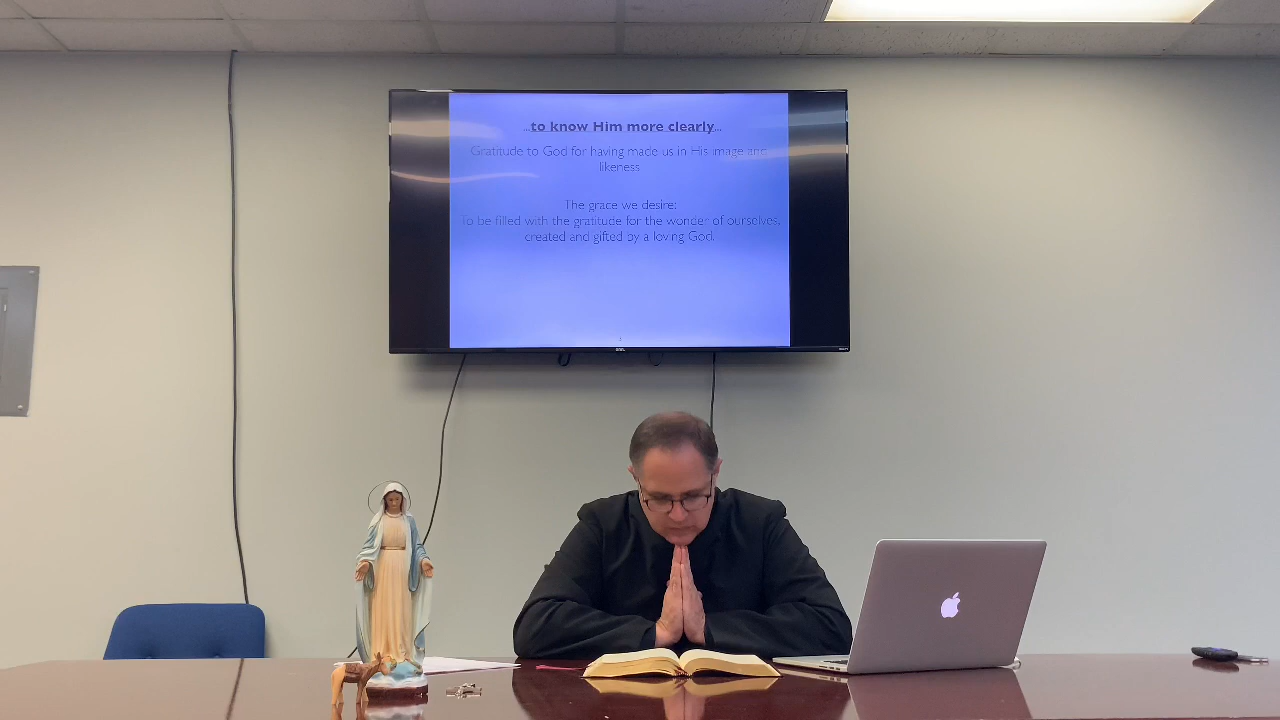 ...to know Him more clearly...
Gratitude to God for having made us in His image and
likeness
The grace we desire:
To be filled with the gratitude for the wonder of ourselves,
created and gifted by a loving God.